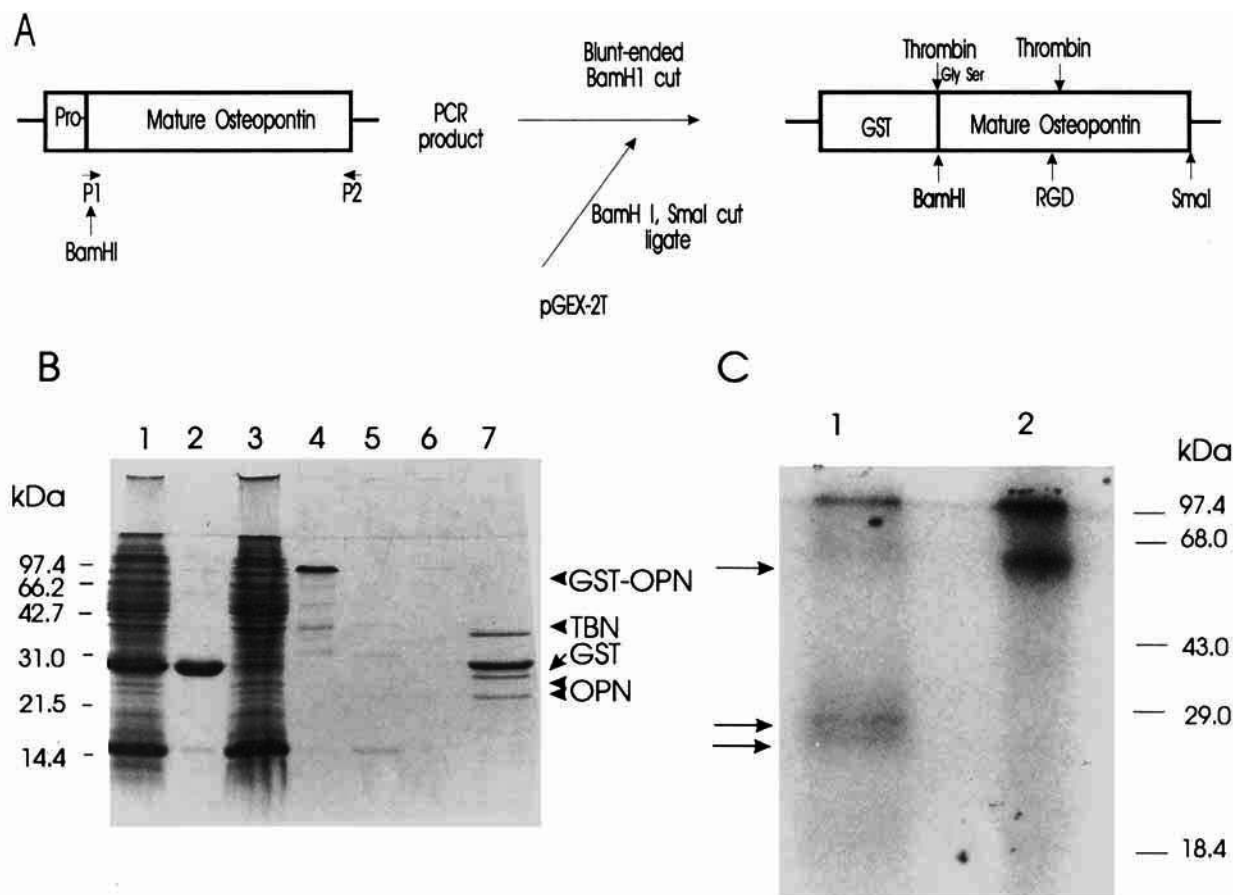 A
Pro-
Mature Osteopontin
P1
P2
BamHI
PCR
product
Blunt-ended
BamH1 cut
BamH I, SmaI cut
ligate
pGEX-2T
Thrombin
Thrombin
Gly Ser
GST
Mature Osteopontin
BamHI
RGD
SmaI
B
1 2 3 4 5 6 7
kDa
97.4
66.2
42.7
31.0
21.5
14.4
GST-OPN
TBN
GST
OPN
C
1 2
kDa
97.4
68.0
43.0
29.0
18.4